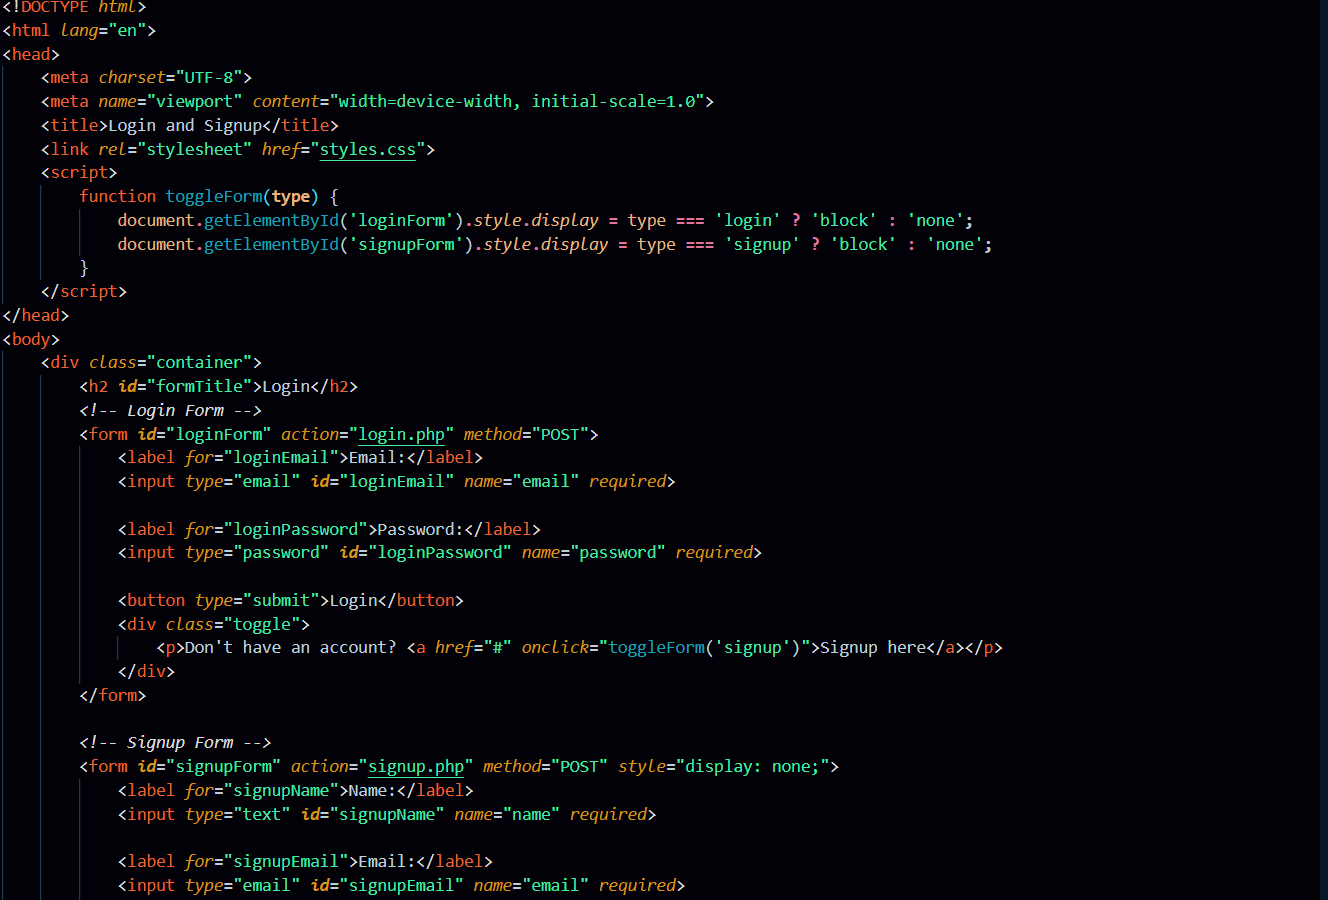 <!DOCTYPE html>
<html lang="en">
<head>
    <meta charset="UTF-8">
    <meta name="viewport" content="width=device-width, initial-scale=1.0">
    <title>Login and Signup</title>
    <link rel="stylesheet" href="styles.css">
    <script>
        function toggleForm(type) {
            document.getElementById('loginForm').style.display = type === 'login' ? 'block' : 'none';
            document.getElementById('signupForm').style.display = type === 'signup' ? 'block' : 'none';
        }
    </script>
</head>
<body>
    <div class="container">
        <h2 id="formTitle">Login</h2>
        <!-- Login Form -->
        <form id="loginForm" action="login.php" method="POST">
            <label for="loginEmail">Email:</label>
            <input type="email" id="loginEmail" name="email" required>

            <label for="loginPassword">Password:</label>
            <input type="password" id="loginPassword" name="password" required>

            <button type="submit">Login</button>
            <div class="toggle">
                <p>Don't have an account? <a href="#" onclick="toggleForm('signup')">Signup here</a></p>
            </div>
        </form>

        <!-- Signup Form -->
        <form id="signupForm" action="signup.php" method="POST" style="display: none;">
            <label for="signupName">Name:</label>
            <input type="text" id="signupName" name="name" required>

            <label for="signupEmail">Email:</label>
            <input type="email" id="signupEmail" name="email" required>